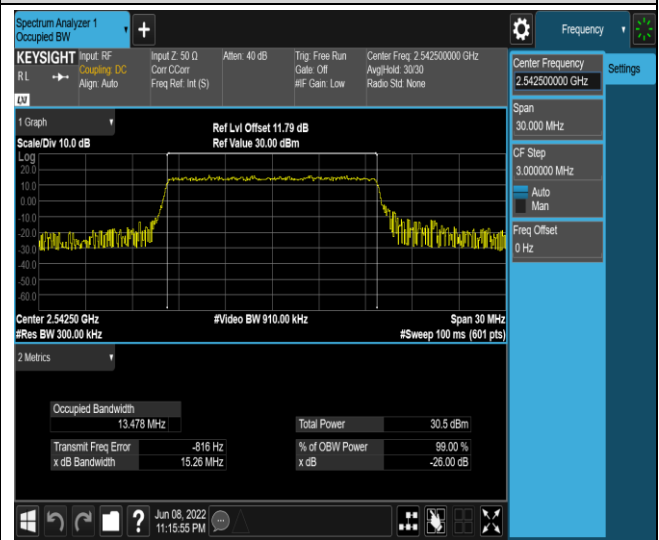 Spectrum Analyzer 1
Occupied BW
+
Frequency
KEYSIGHT
R L
LNI
Input: RF
Coupling: DC
Align: Auto
Input Z: 50 Ω
Corr CCorr
Freq Ref: Int (S)
Atten: 40 dB
Trig: Free Run
Gate: Off
#IF Gain: Low
Center Freq: 2.542500000 GHz
Avg|Hold: 30/30
Radio Std: None
Center Frequency
2.542500000 GHz
Settings
Span
30.000 MHz
CF Step
3.000000 MHz
Auto
Man
Freq Offset
0 Hz
1 Graph
Scale/Div 10.0 dB
Ref Lvl Offset 11.79 dB
Ref Value 30.00 dBm
Log
20.0
10.0
0.00
-10.0
-20.0
-30.0
-40.0
-50.0
-60.0
Center 2.54250 GHz
#Video BW 910.00 kHz
Span 30 MHz
#Res BW 300.00 kHz
#Sweep 100 ms (601 pts)
2 Metrics
Occupied Bandwidth
13.478 MHz
Total Power 30.5 dBm
Transmit Freq Error -816 Hz
% of OBW Power 99.00 %
x dB Bandwidth 15.26 MHz
x dB -26.00 dB
?
Jun 08, 2022
11:15:55 PM